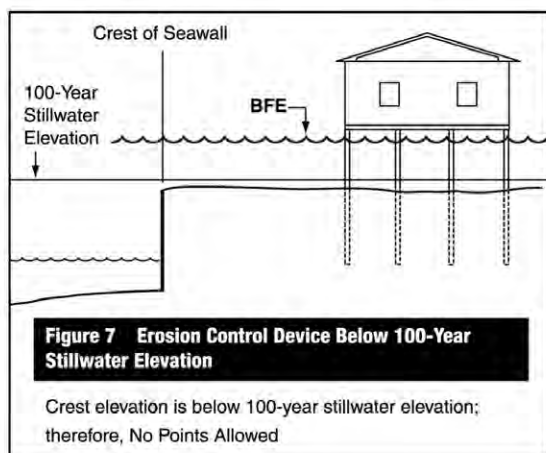 Crest of Seawall
100-Year
Stillwater
Elevation
BFE
Figure 7 Erosion Control Device Below 100-Year
Stillwater Elevation
Crest elevation is below 100-year stillwater elevation;
therefore, No Points Allowed